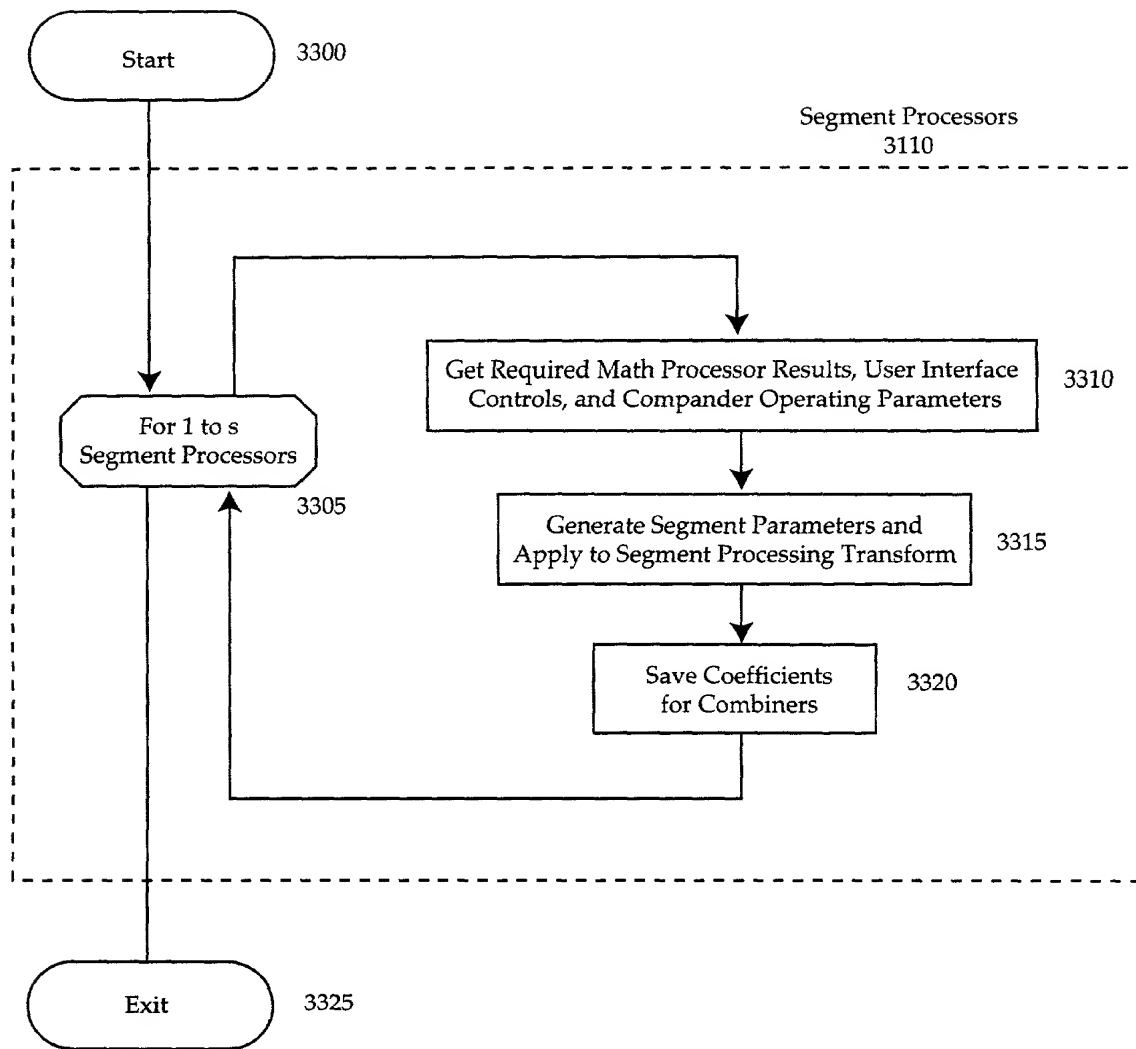 Start
3300
Segment Processors
3110
Get Required Math Processor Results, User Interface
Controls, and Compander Operating Parameters
3310
For 1 to s
Segment Processors
3305
Generate Segment Parameters and
Apply to Segment Processing Transform
3315
Save Coefficients
for Combiners
3320
Exit
3325